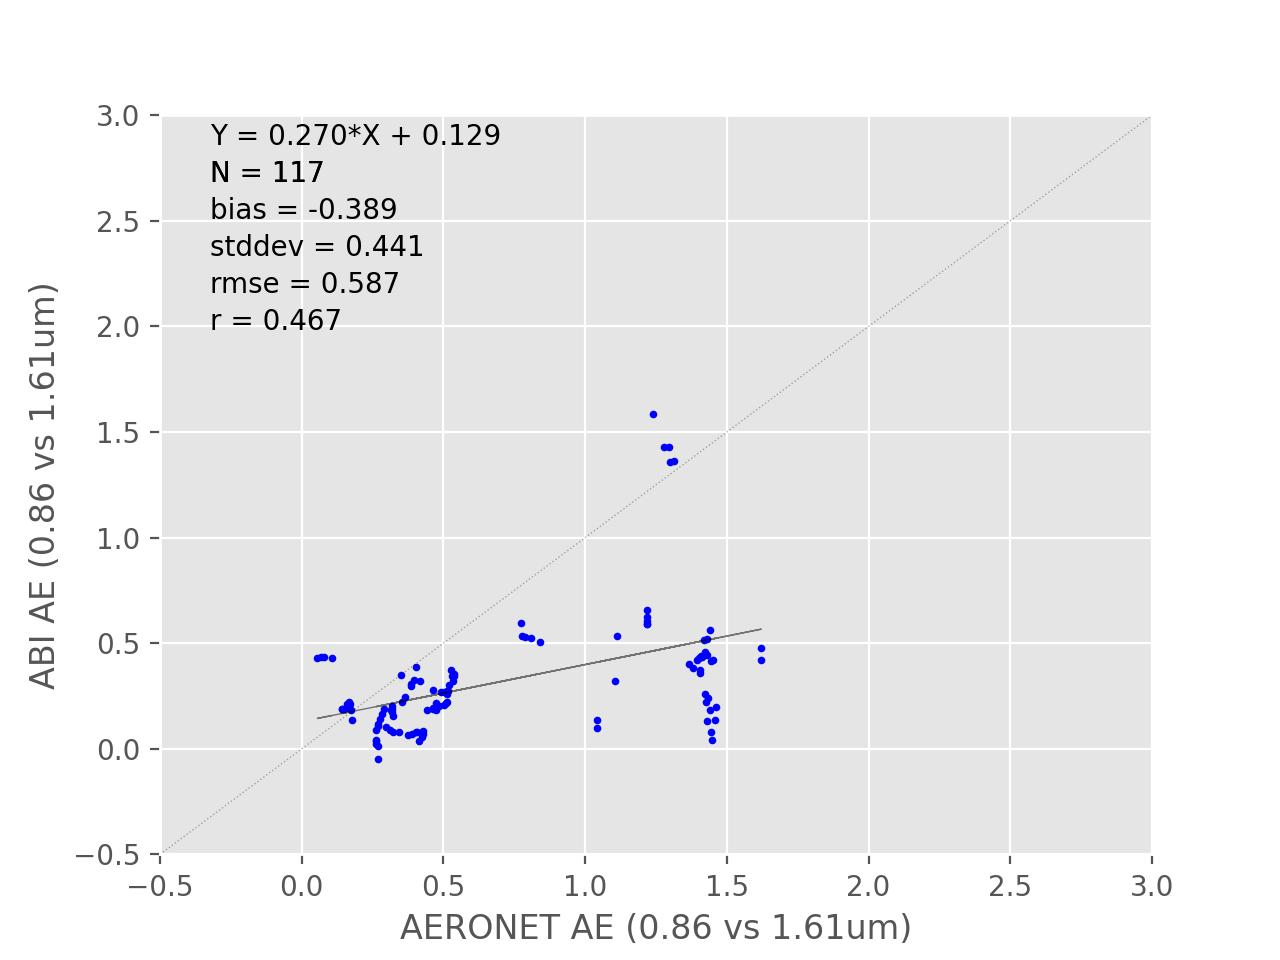 3.0
2.5
2.0
1.5
1.0
0.5
0.0
−0.5
ABI AE (0.86 vs 1.61um)
Y = 0.270*X + 0.129
N = 117
bias = -0.389
stddev = 0.441
rmse = 0.587
r = 0.467
−0.5 0.0 0.5 1.0 1.5 2.0 2.5 3.0
AERONET AE (0.86 vs 1.61um)